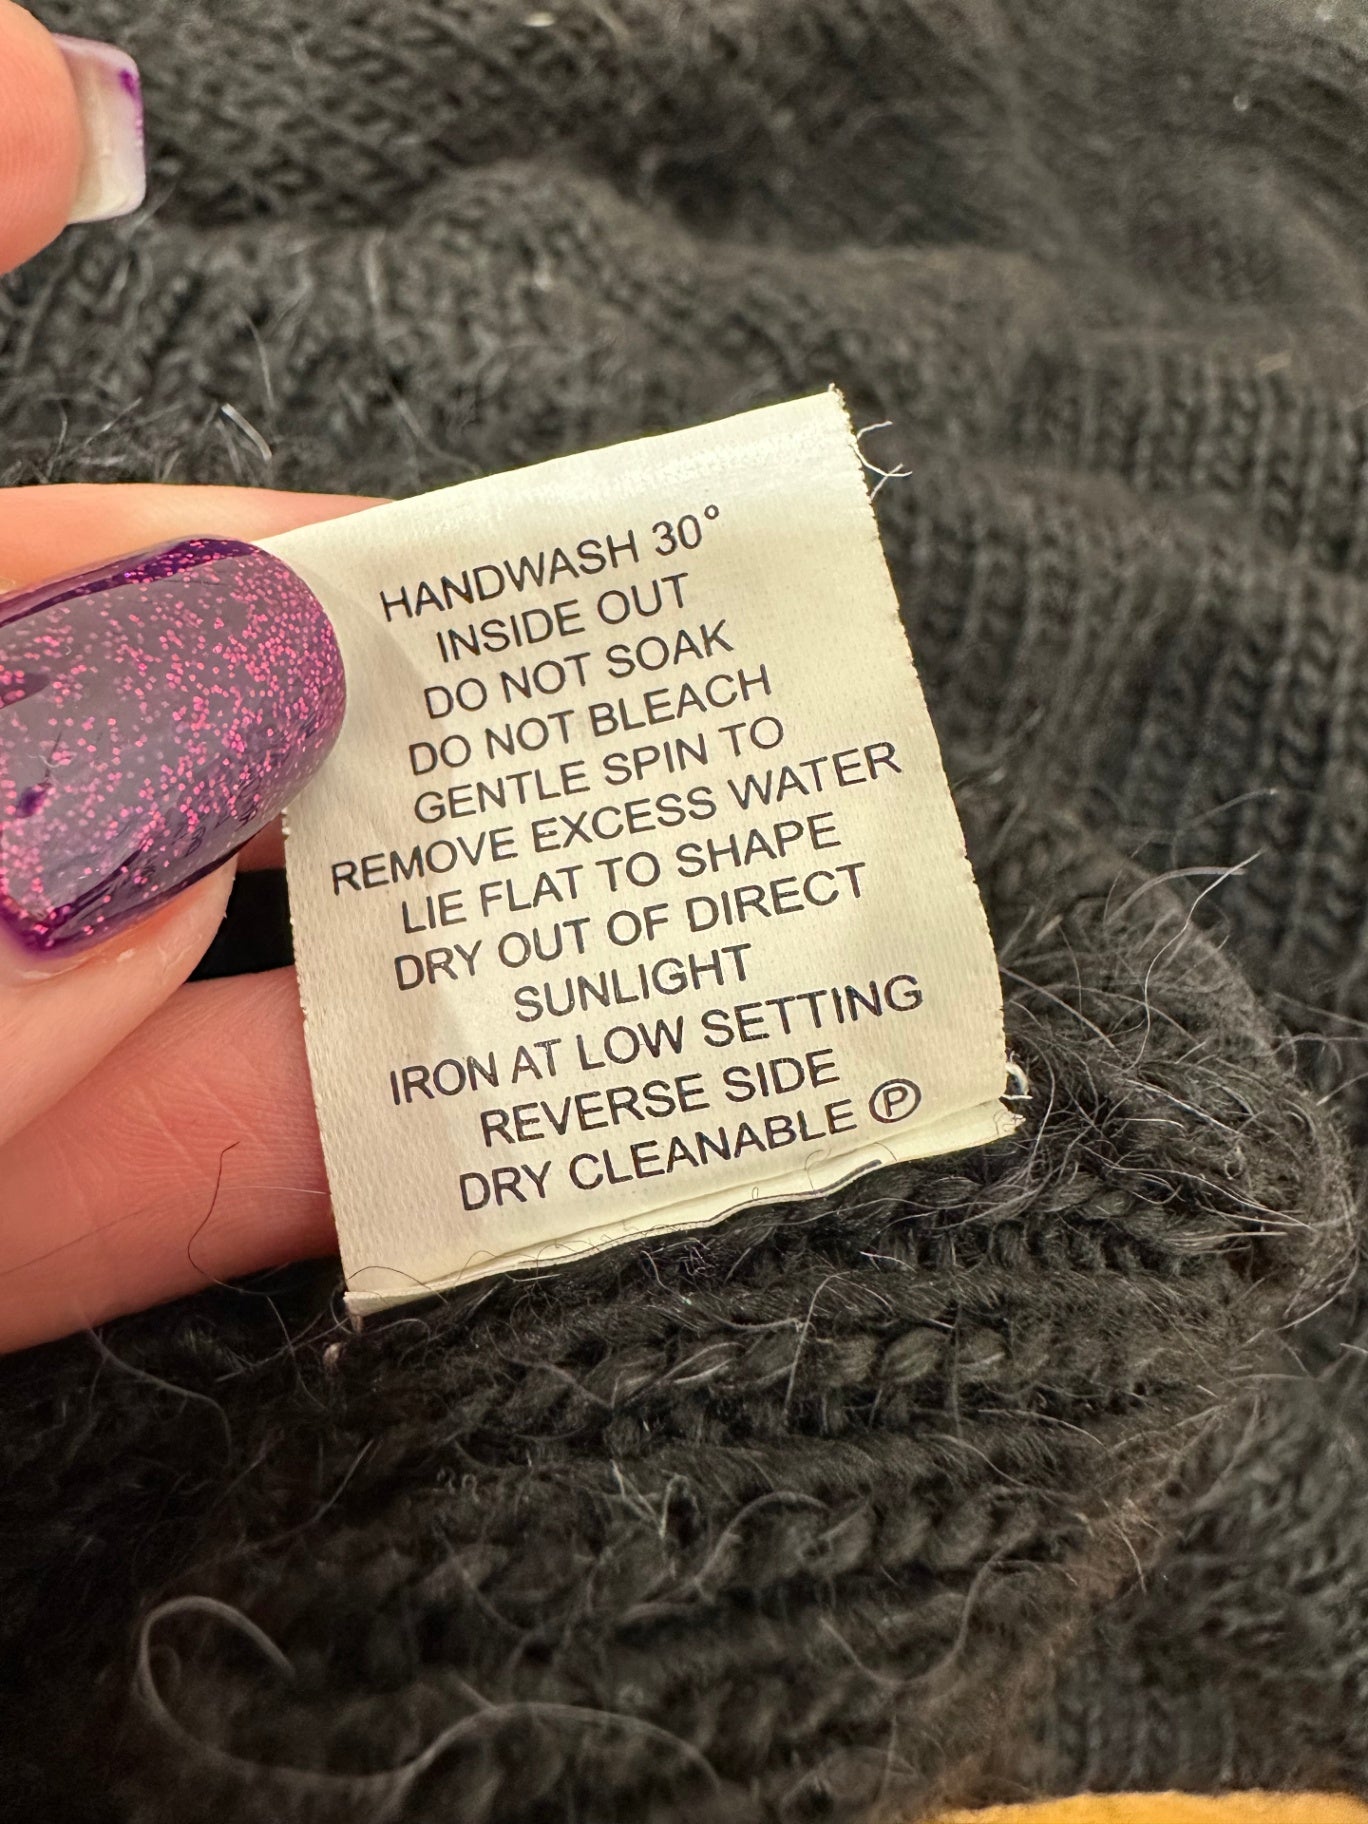 HANDWASH 30°
INSIDE OUT
DO NOT SOAK
DO NOT BLEACH
GENTLE SPIN TO
REMOVE EXCESS WATER
LIE FLAT TO SHAPE
DRY OUT OF DIRECT
SUNLIGHT
IRON AT LOW SETTING
REVERSE SIDE
DRY CLEANABLE Ⓟ